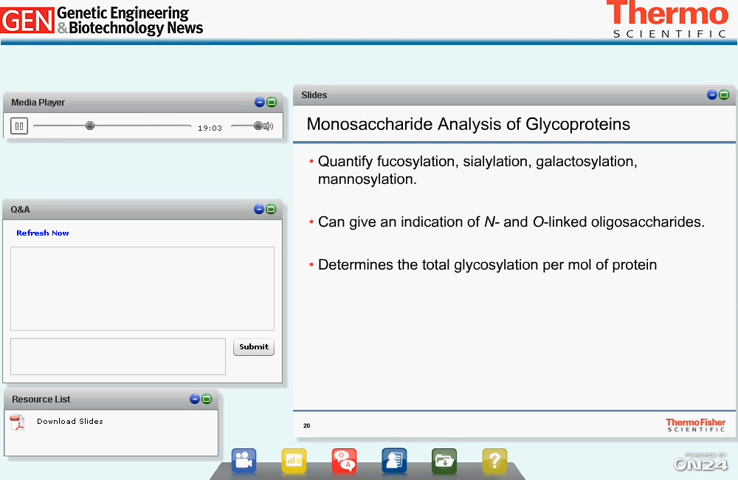 GEN Genetic Engineering
& Biotechnology News
Thermo
SCIENTIFIC
Media Player
19:03
Q&A
Refresh Now
Submit
Resource List
Download Slides
Slides
Monosaccharide Analysis of Glycoproteins
• Quantify fucosylation, sialylation, galactosylation,
mannosylation.
• Can give an indication of N- and O-linked oligosaccharides.
• Determines the total glycosylation per mol of protein
20
ThermoFisher
SCIENTIFIC
Q
A
?
POWERED BY
ON24